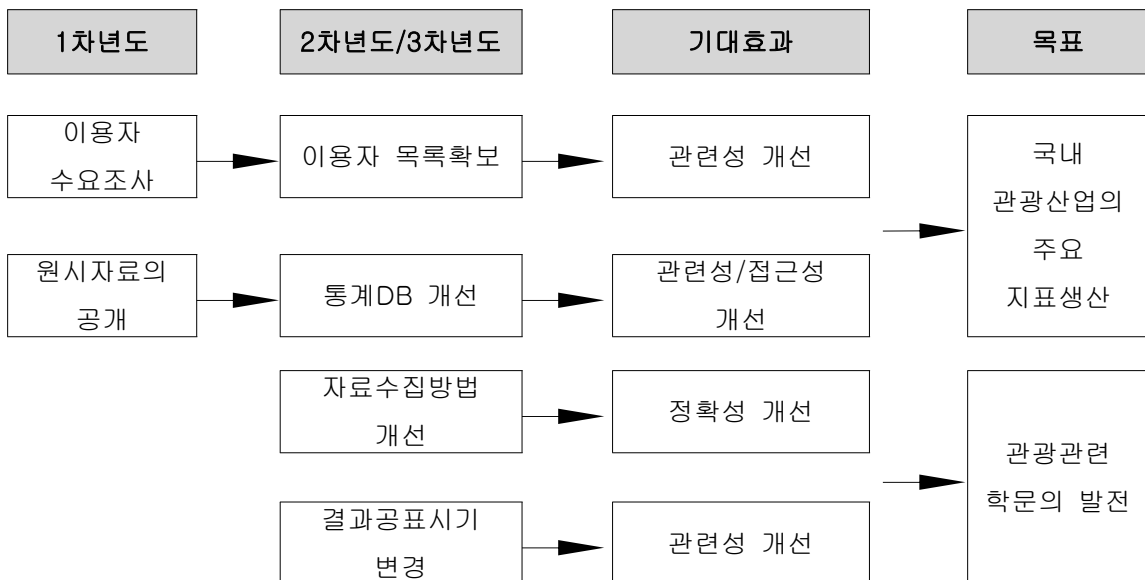 1차년도
2차년도/3차년도
기대효과
목표
이용자
수요조사
이용자 목록확보
관련성 개선
국내
관광산업의
주요
지표생산
원시자료의
공개
통계DB 개선
관련성/접근성
개선
자료수집방법
개선
정확성 개선
관광관련
학문의 발전
결과공표시기
변경
관련성 개선